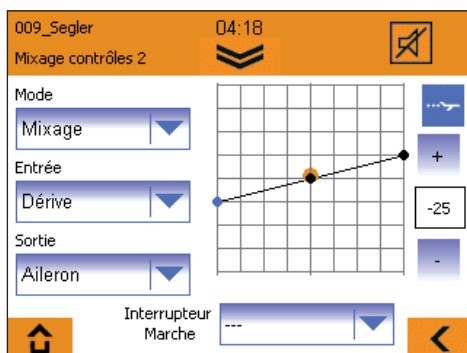 009_Segler
04:18
Mixage contrôles 2
Mode
Mixage
Entrée
Dérive
Sortie
Aileron
+
-25
-
Interrupteur
Marche
---